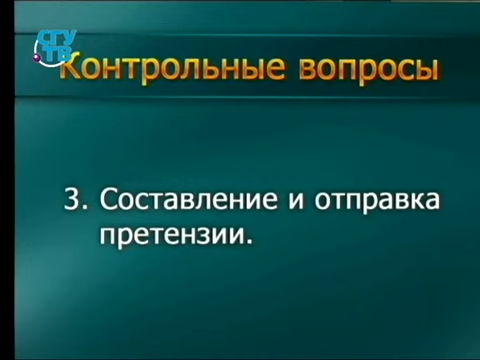 СГУ
ТВ
Контрольные вопросы
3. Составление и отправка
претензии.